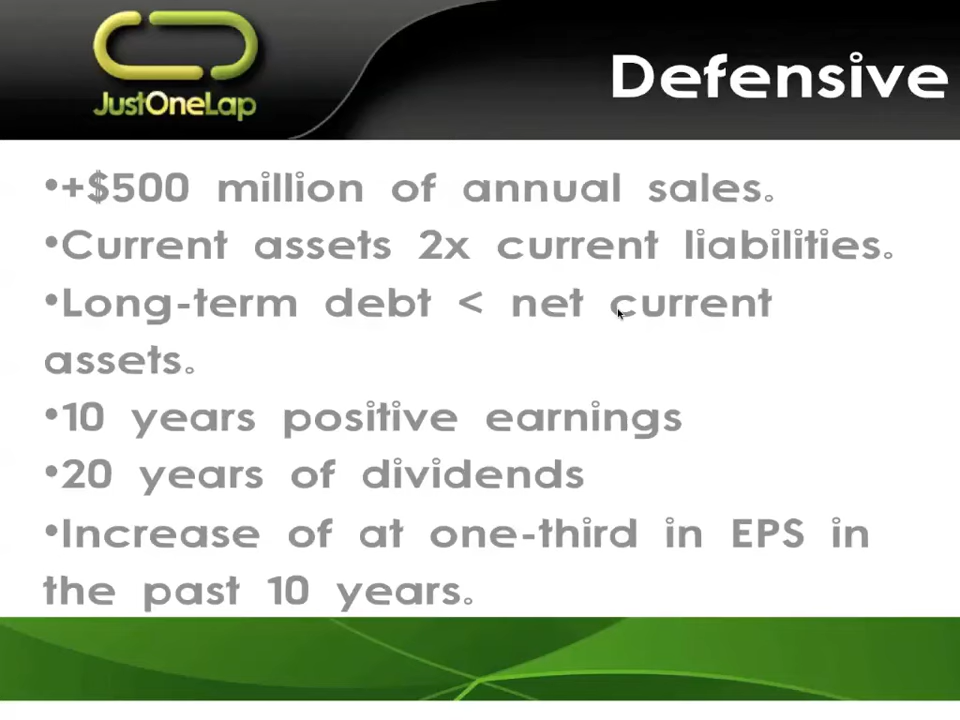 JustOneLap
Defensive
•+$500 million of annual sales.
•Current assets 2x current liabilities.
•Long-term debt < net current
assets.
•10 years positive earnings
•20 years of dividends
•Increase of at one-third in EPS in
the past 10 years.